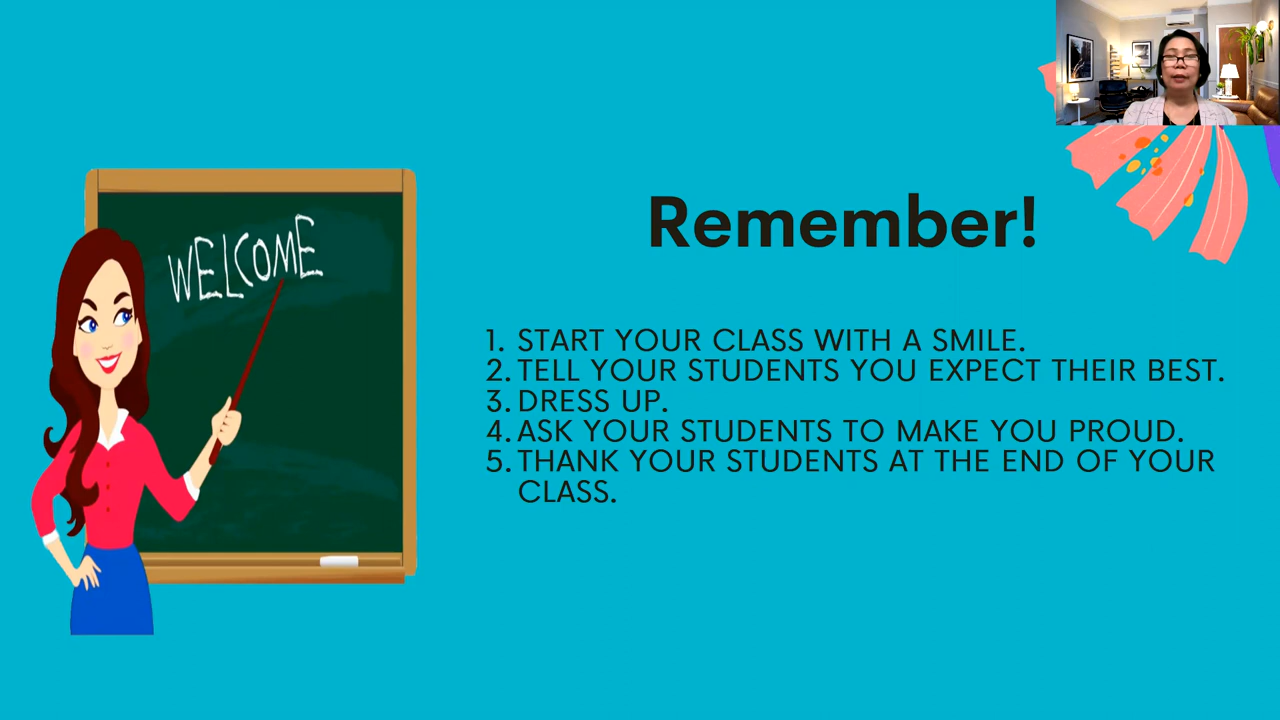 WELCOME
Remember!
1. START YOUR CLASS WITH A SMILE.
2. TELL YOUR STUDENTS YOU EXPECT THEIR BEST.
3. DRESS UP.
4. ASK YOUR STUDENTS TO MAKE YOU PROUD.
5. THANK YOUR STUDENTS AT THE END OF YOUR
CLASS.